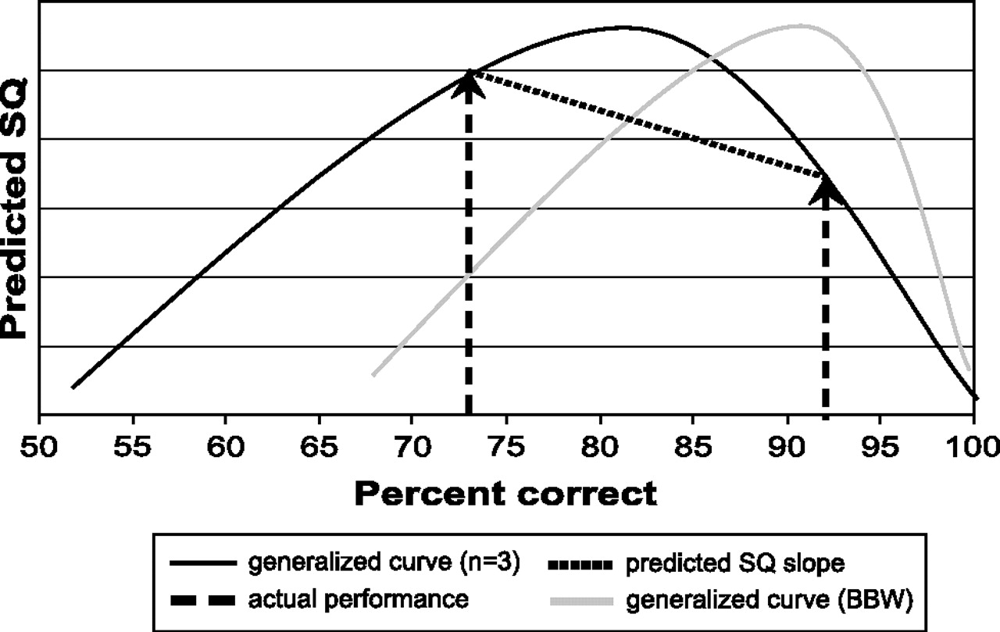 Predicted SQ
50 55 60 65 70 75 80 85 90 95 100
Percent correct
generalized curve (n=3) predicted SQ slope
actual performance generalized curve (BBW)